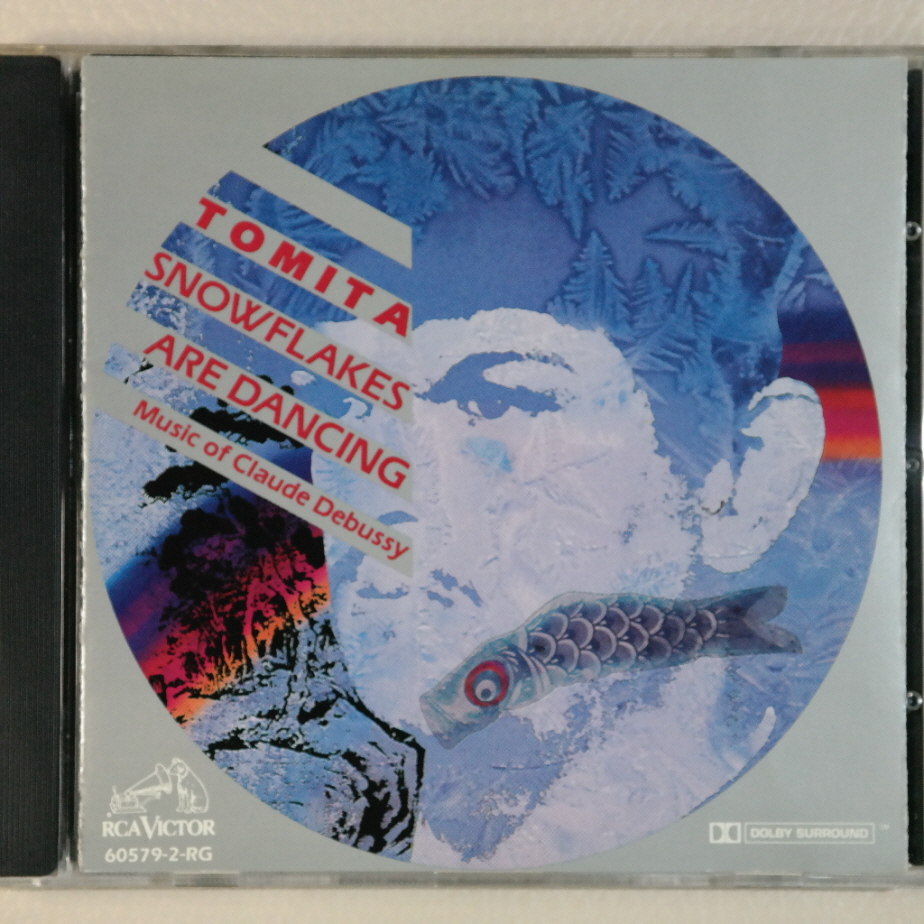 TOMITA
SNOWFLAKES
ARE DANCING
Music of Claude Debussy
RCA VICTOR
60579-2-RG
DOLBY SURROUND